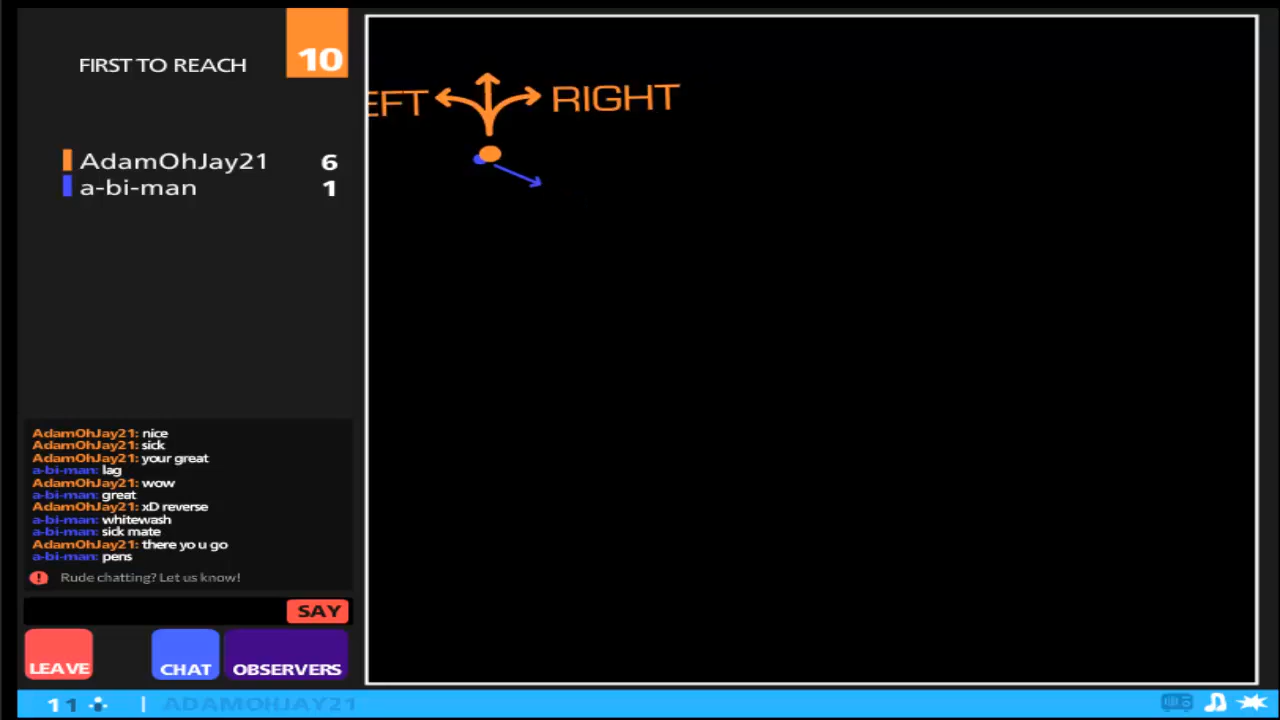 FIRST TO REACH 10
AdamOhJay21 6
a-bi-man 1
EFT RIGHT
AdamOhJay21: nice
AdamOhJay21: sick
AdamOhJay21: your great
a-bi-man: lag
AdamOhJay21: wow
a-bi-man: great
AdamOhJay21: xD reverse
a-bi-man: whitewash
a-bi-man: sick mate
AdamOhJay21: there yo u go
a-bi-man: pens
! Rude chatting? Let us know!
SAY
LEAVE CHAT OBSERVERS
11 ADAMOHJAY21